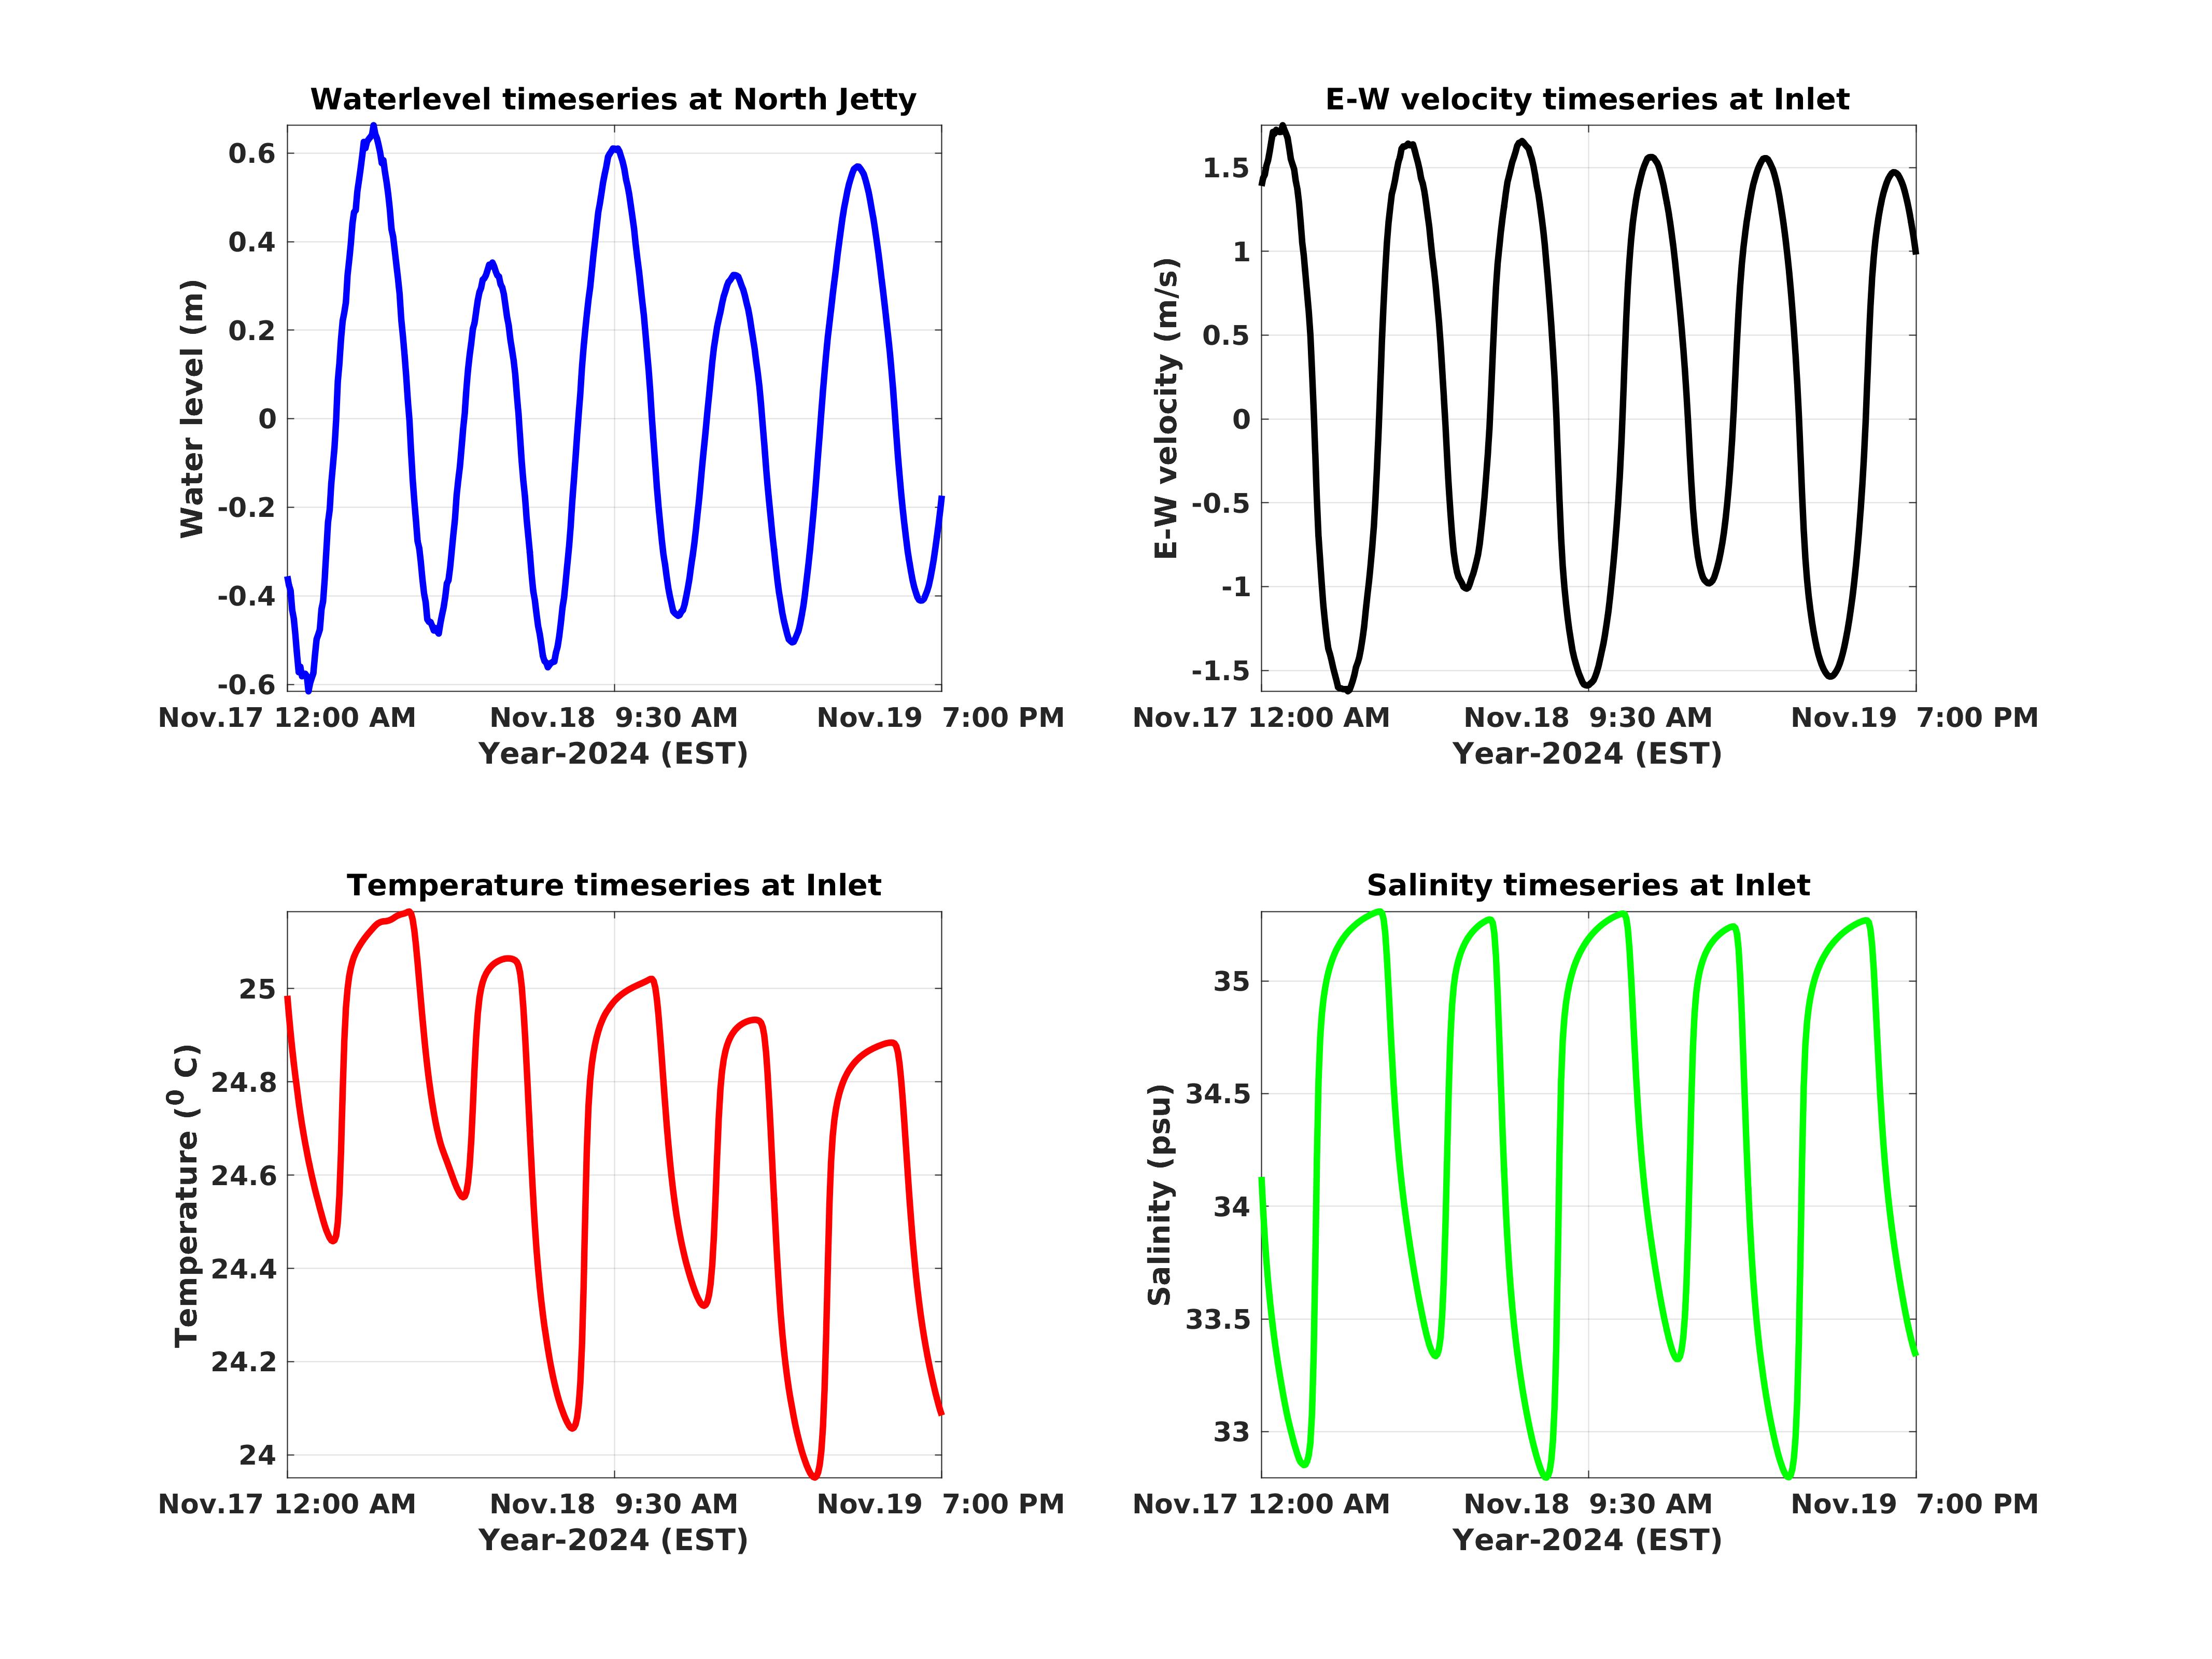 Waterlevel timeseries at North Jetty
Water level (m)
0.6
0.4
0.2
0
-0.2
-0.4
-0.6
Nov.17 12:00 AM
Nov.18 9:30 AM
Nov.19 7:00 PM
Year-2024 (EST)
E-W velocity timeseries at Inlet
E-W velocity (m/s)
1.5
1
0.5
0
-0.5
-1
-1.5
Nov.17 12:00 AM
Nov.18 9:30 AM
Nov.19 7:00 PM
Year-2024 (EST)
Temperature timeseries at Inlet
Temperature (⁰ C)
25
24.8
24.6
24.4
24.2
24
Nov.17 12:00 AM
Nov.18 9:30 AM
Nov.19 7:00 PM
Year-2024 (EST)
Salinity timeseries at Inlet
Salinity (psu)
35
34.5
34
33.5
33
Nov.17 12:00 AM
Nov.18 9:30 AM
Nov.19 7:00 PM
Year-2024 (EST)